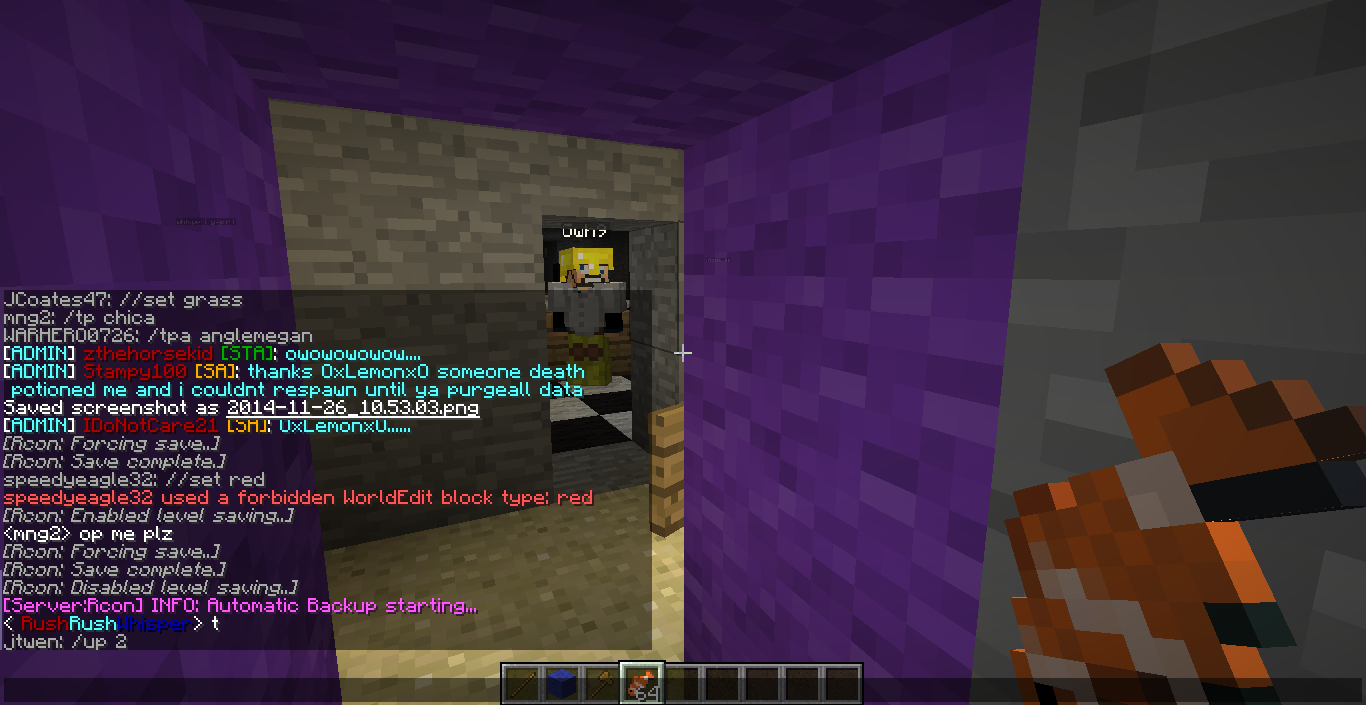 Owns
JCoates47: //set grass
mng2: /tp chica
WARHERO0726: /tpa anglemegan
[ADMIN] zthehorsekid [STA]: owowowowow....
[ADMIN] Stampy100 [SA]: thanks OxLemonxO someone death
potioned me and i couldnt respawn until ya purgeall data
Saved screenshot as 2014-11-26_10.53.03.png
[ADMIN] IDoNotCare21 [SA]: UxLemonxU.....
[Rcon: Forcing save..]
[Rcon: Save complete.]
speedyeagle32: //set red
speedyeagle32 used a forbidden WorldEdit block type: red
[Rcon: Enabled level saving..]
<mng2> op me plz
[Rcon: Forcing save..]
[Rcon: Save complete.]
[Rcon: Disabled level saving..]
[Server:Rcon] INFO: Automatic Backup starting...
< RushRushWhisper> t
jtwen: /up 2
64